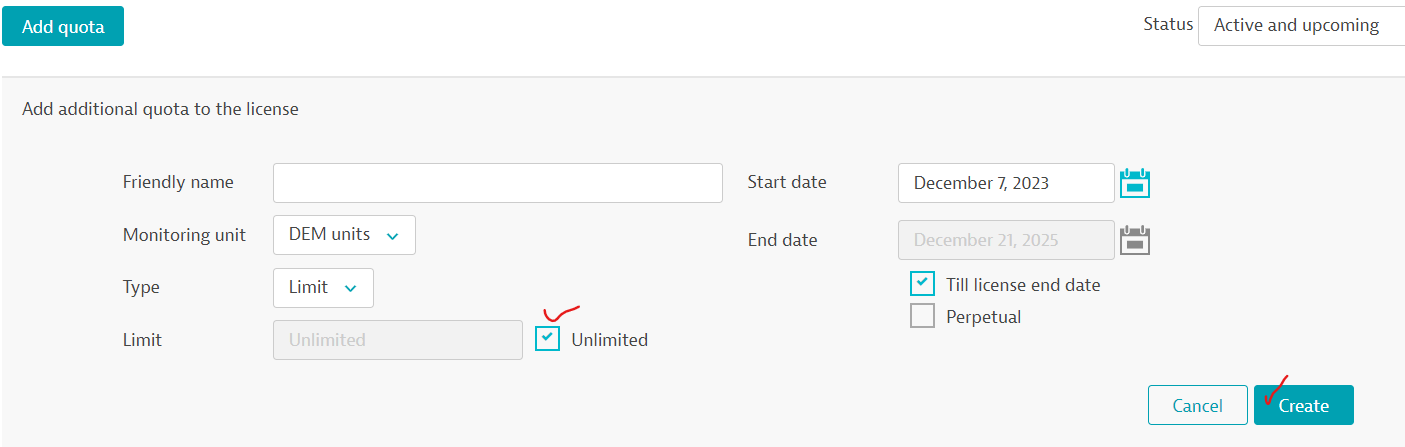 Add quota
Status Active and upcoming
Add additional quota to the license
Friendly name
Start date December 7, 2023
Monitoring unit DEM units
End date December 21, 2025
Type Limit
Till license end date
Perpetual
Limit Unlimited Unlimited
Cancel Create